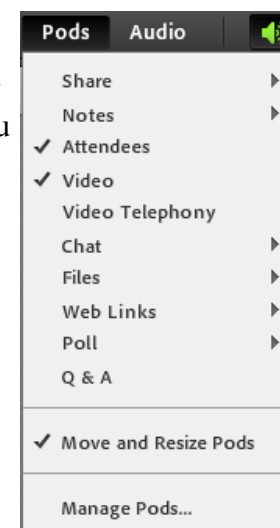 Pods Audio
Share
Notes
u
Attendees
Video
Video Telephony
Chat
Files
Web Links
Poll
Q & A
Move and Resize Pods
Manage Pods...